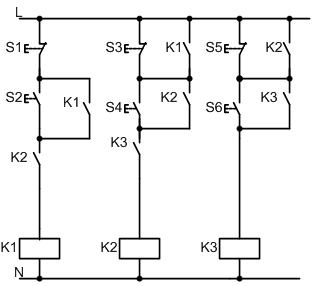 L
S1 S3 K1 S5 K2
S2 K1 S4 K2 S6 K3
K2 K3
K1 K2 K3
N